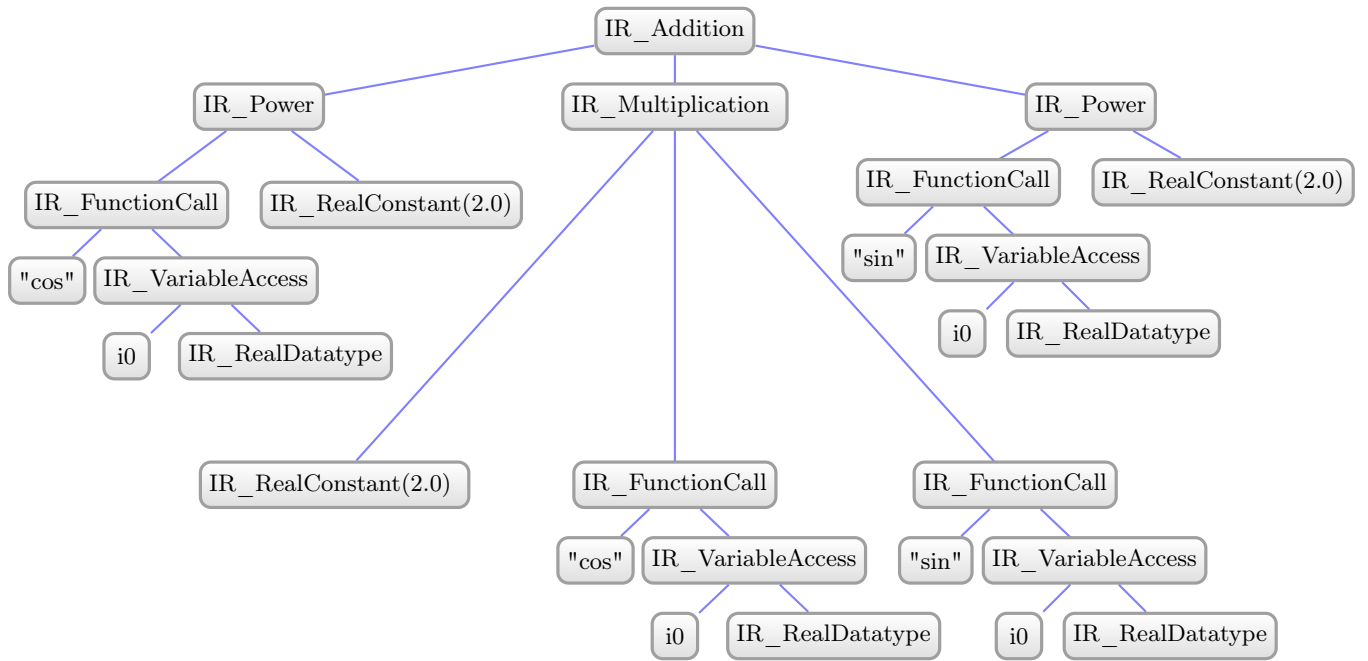 IR_Addition
IR_Power IR_Multiplication IR_Power
IR_FunctionCall IR_RealConstant(2.0) IR_FunctionCall IR_RealConstant(2.0)
"cos" IR_VariableAccess "sin" IR_VariableAccess
i0 IR_RealDatatype i0 IR_RealDatatype
IR_RealConstant(2.0) IR_FunctionCall IR_FunctionCall
"cos" IR_VariableAccess "sin" IR_VariableAccess
i0 IR_RealDatatype i0 IR_RealDatatype